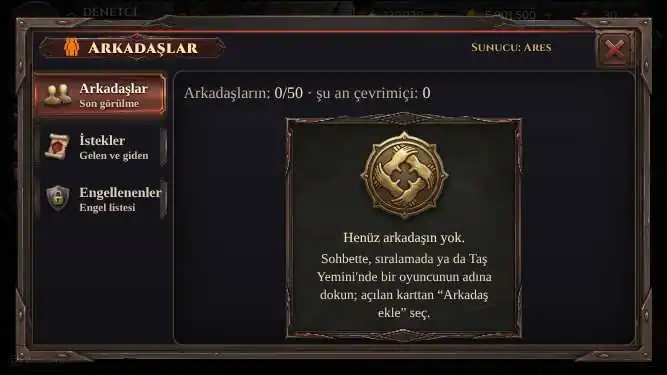 DENETÇİ
ARKADAŞLAR
SUNUCU: ARES
Arkadaşlar
Son görülme
İstekler
Gelen ve giden
Engellenenler
Engel listesi
Arkadaşların: 0/50 · şu an çevrimiçi: 0
Henüz arkadaşın yok.
Sohbette, sıralamada ya da Taş
Yemini'nde bir oyuncunun adına
dokun; açılan karttan “Arkadaş
ekle” seç.